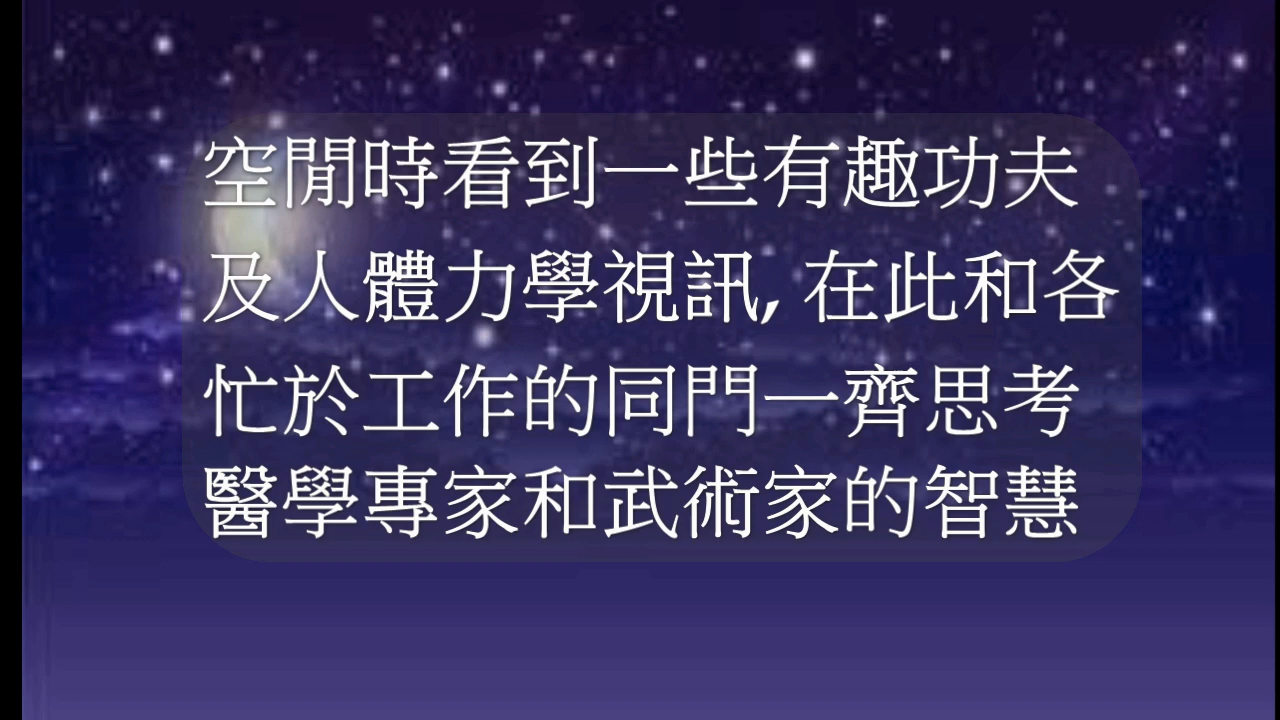 空閒時看到一些有趣功夫
及人體力學視訊, 在此和各
忙於工作的同門一齊思考
醫學專家和武術家的智慧